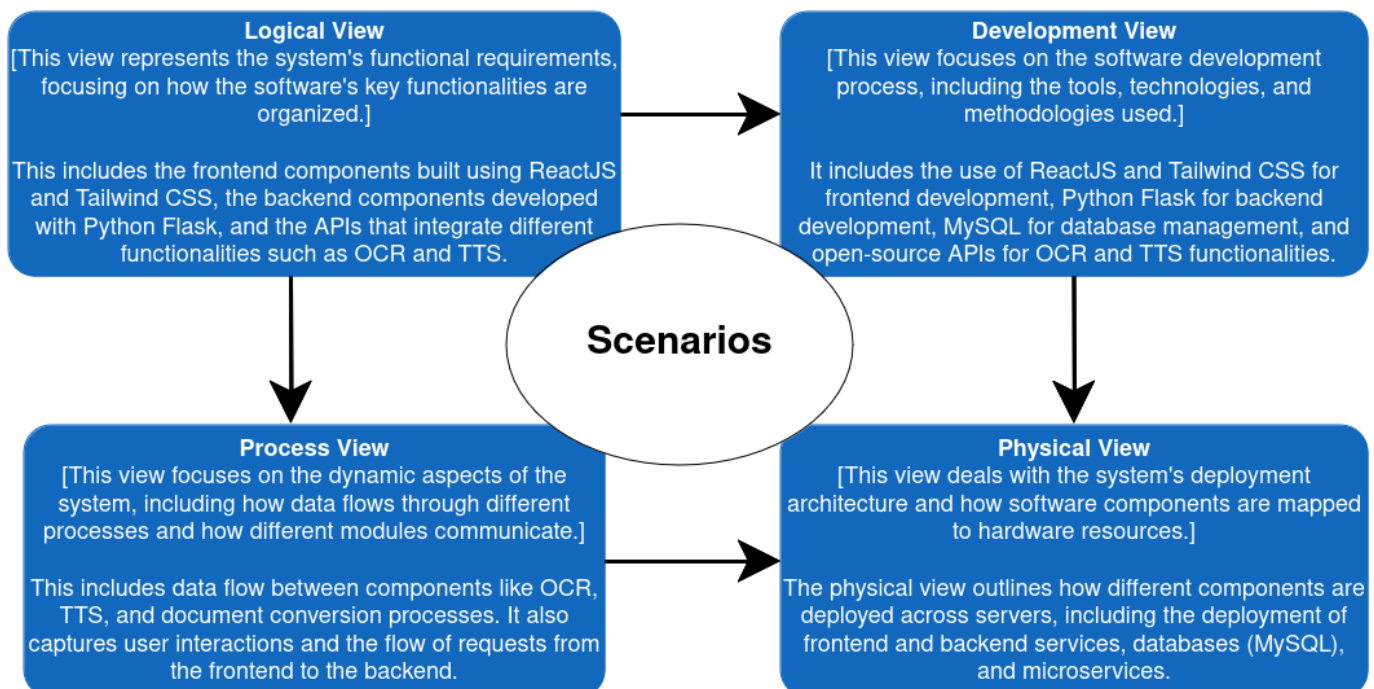 Logical View
[This view represents the system's functional requirements,
focusing on how the software's key functionalities are
organized.]
This includes the frontend components built using ReactJS
and Tailwind CSS, the backend components developed
with Python Flask, and the APIs that integrate different
functionalities such as OCR and TTS.
Development View
[This view focuses on the software development
process, including the tools, technologies, and
methodologies used.]
It includes the use of ReactJS and Tailwind CSS for
frontend development, Python Flask for backend
development, MySQL for database management, and
open-source APIs for OCR and TTS functionalities.
Scenarios
Process View
[This view focuses on the dynamic aspects of the
system, including how data flows through different
processes and how different modules communicate.]
This includes data flow between components like OCR,
TTS, and document conversion processes. It also
captures user interactions and the flow of requests from
the frontend to the backend.
Physical View
[This view deals with the system's deployment
architecture and how software components are mapped
to hardware resources.]
The physical view outlines how different components are
deployed across servers, including the deployment of
frontend and backend services, databases (MySQL),
and microservices.